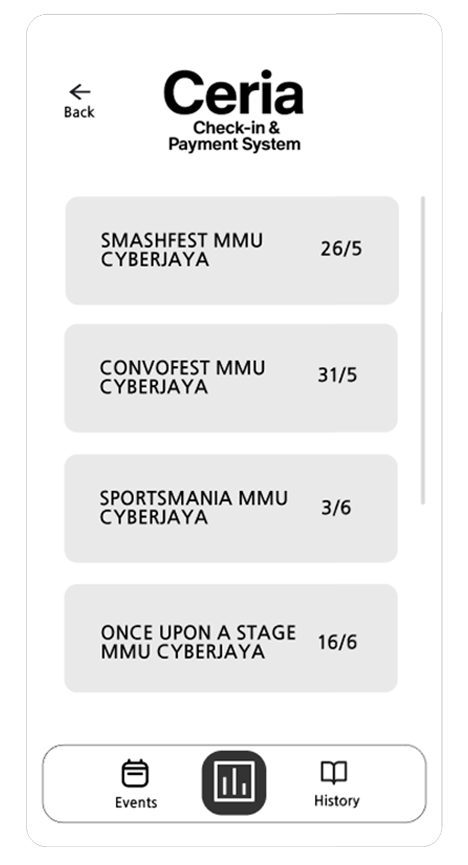 Back
Ceria
Check-in &
Payment System
SMASHFEST MMU
CYBERJAYA
26/5
CONVOFEST MMU
CYBERJAYA
31/5
SPORTSMANIA MMU
CYBERJAYA
3/6
ONCE UPON A STAGE
MMU CYBERJAYA
16/6
Events
History